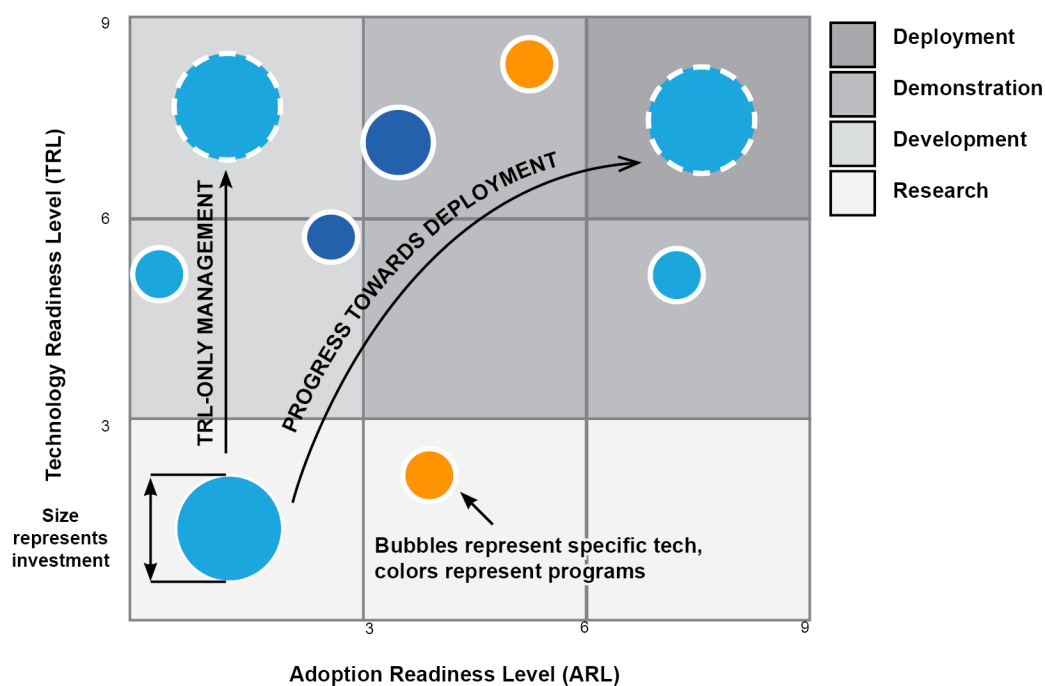 9
Technology Readiness Level (TRL)
6
3
TRL-ONLY MANAGEMENT
PROGRESS TOWARDS DEPLOYMENT
Size
represents
investment
Bubbles represent specific tech,
colors represent programs
3
6
9
Adoption Readiness Level (ARL)
Deployment
Demonstration
Development
Research